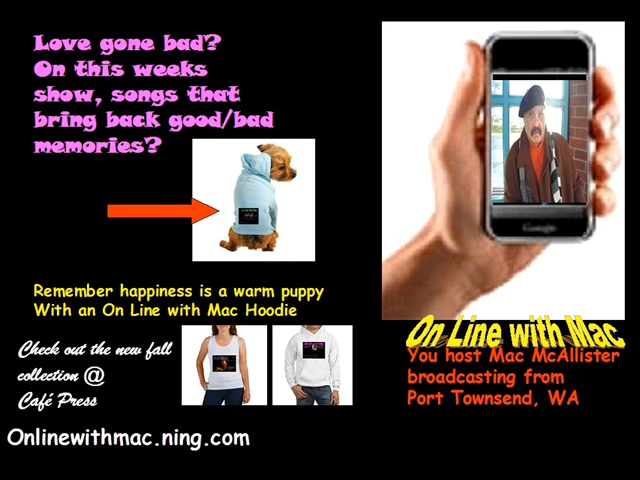 Love gone bad?
On this weeks
show, songs that
bring back good/bad
memories?
Remember happiness is a warm puppy
With an On Line with Mac Hoodie
Check out the new fall
collection @
Café Press
Onlinewithmac.ning.com
Google
On Line with Mac
You host Mac McAllister
broadcasting from
Port Townsend, WA